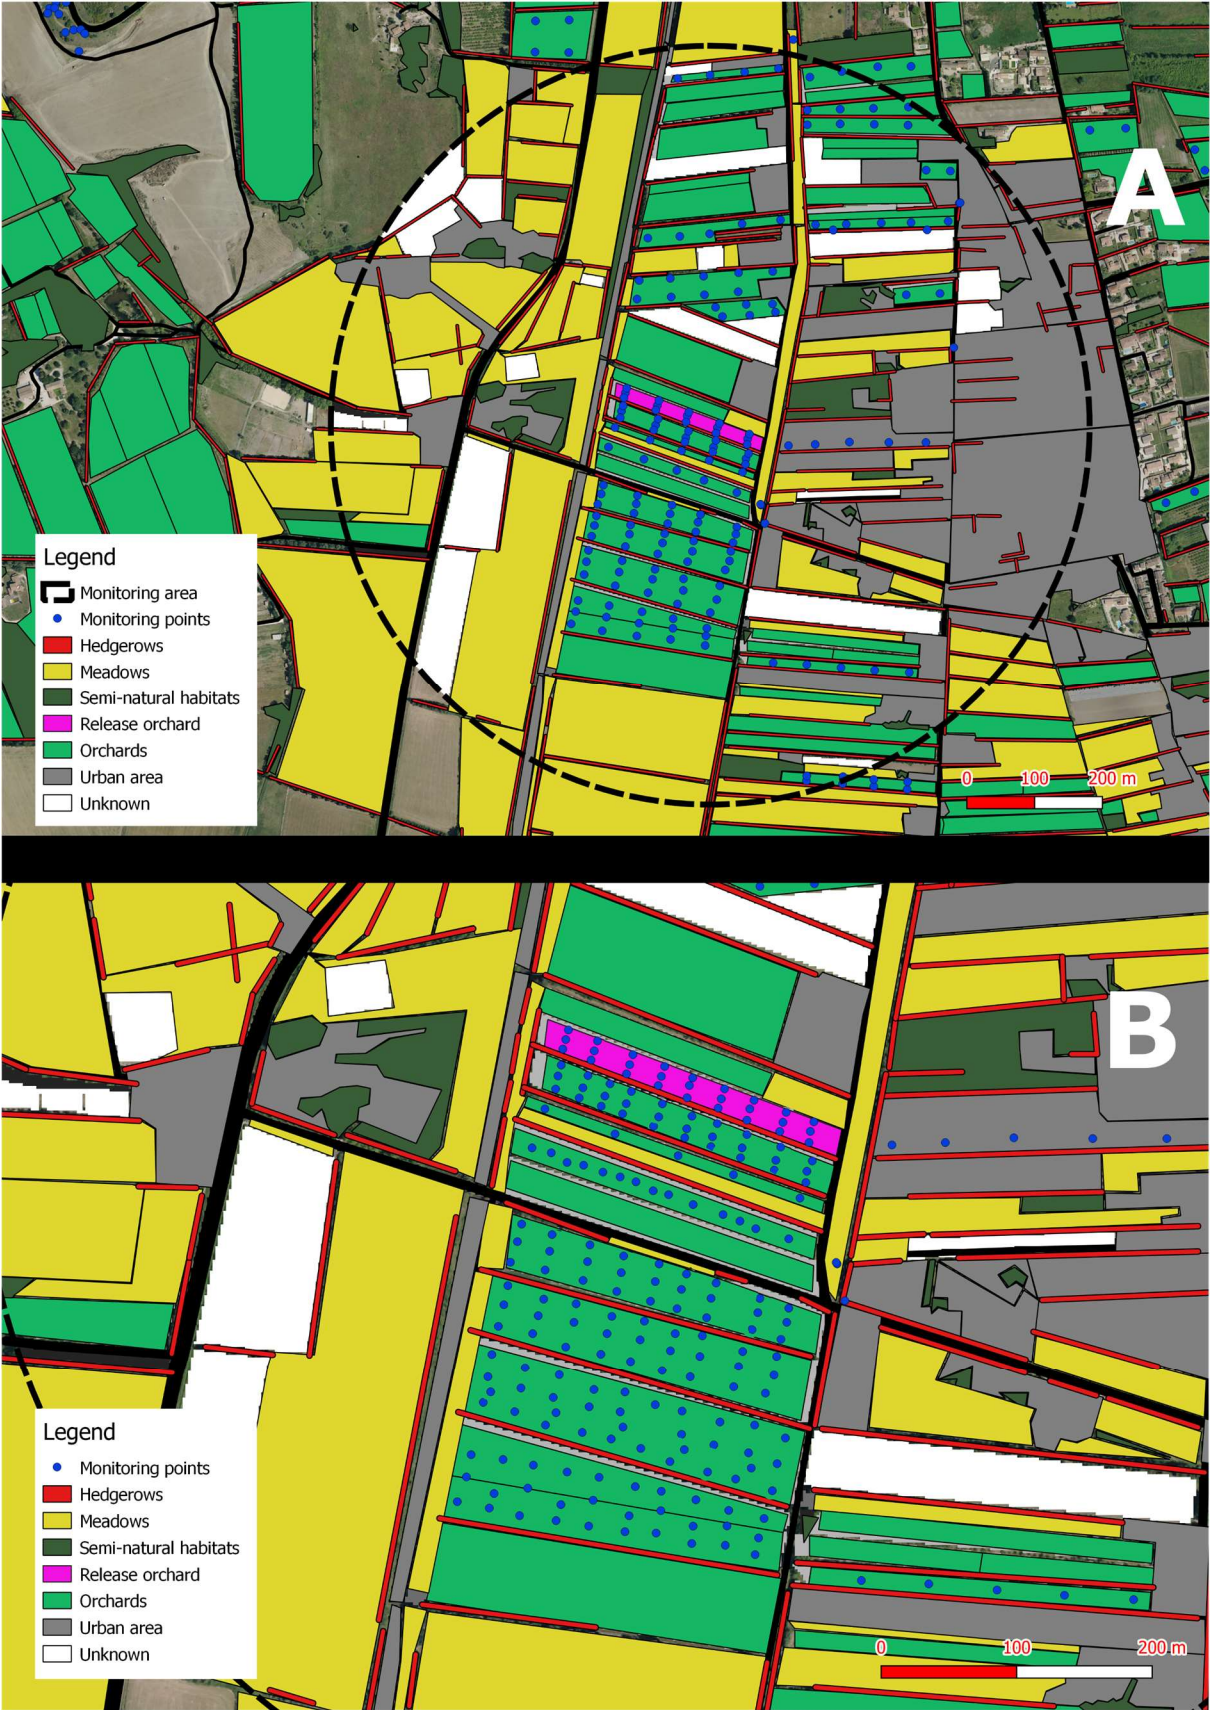 A
Legend
Monitoring area
Monitoring points
Hedgerows
Meadows
Semi-natural habitats
Release orchard
Orchards
Urban area
Unknown
0 100 200 m
B
Legend
Monitoring points
Hedgerows
Meadows
Semi-natural habitats
Release orchard
Orchards
Urban area
Unknown
0 100 200 m